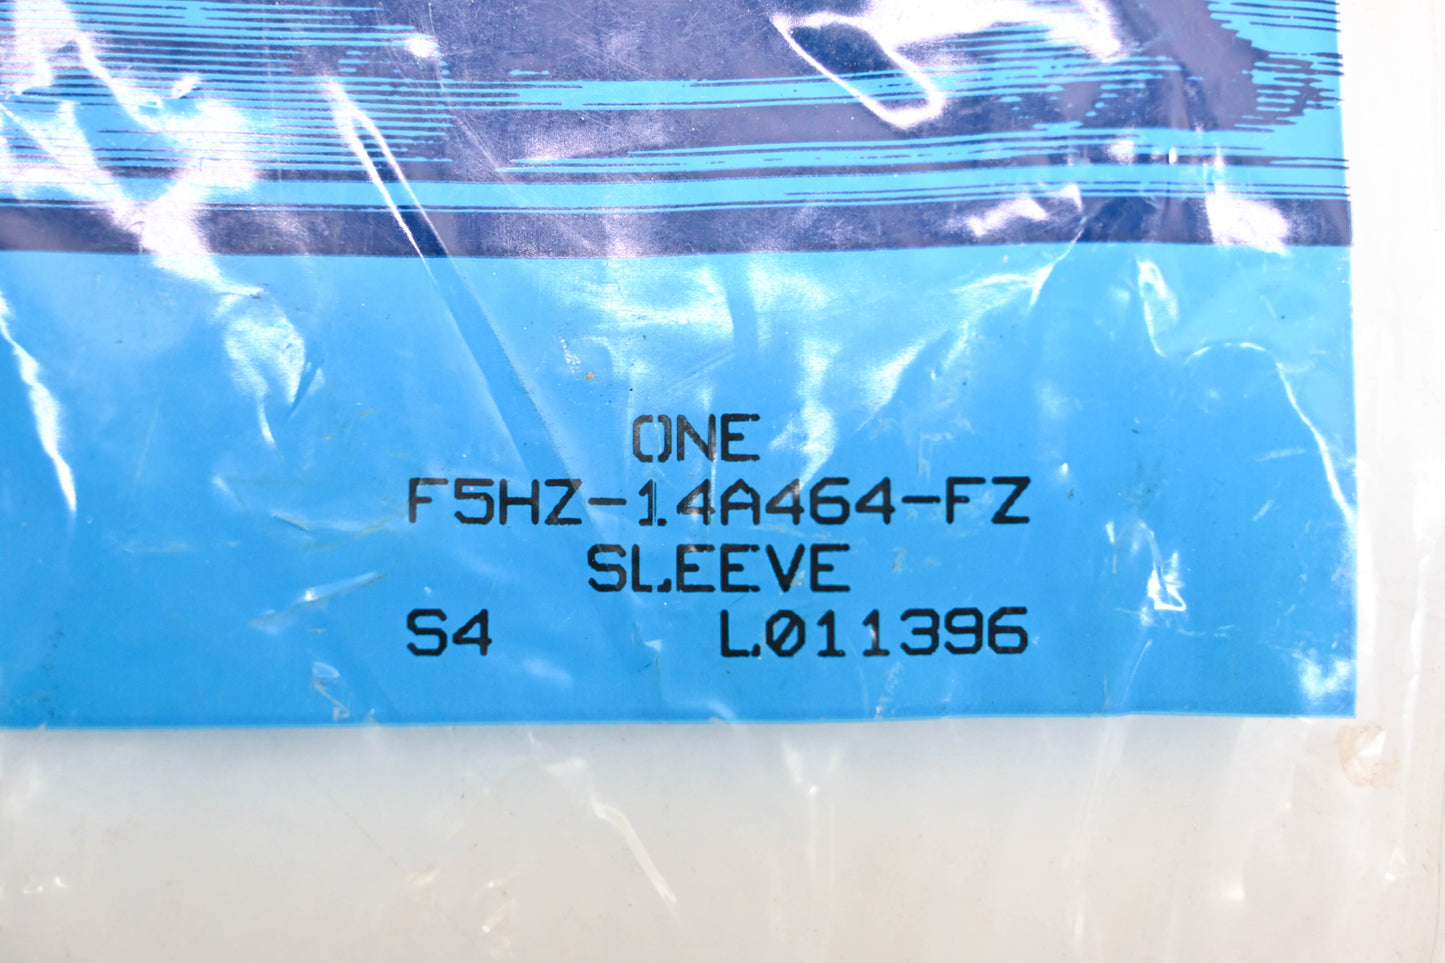 ONE
F5HZ-14A464-FZ
SLEEVE
S4 L011396